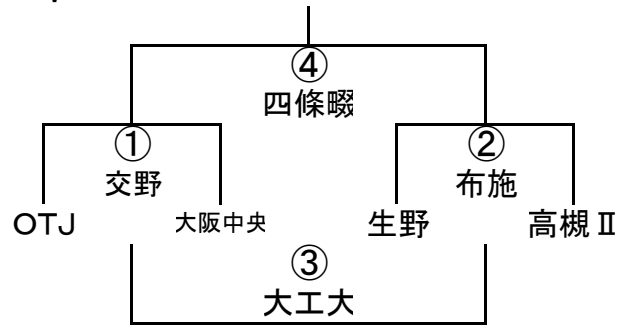 ④
四條畷
①
②
交野
布施
OTJ
大阪中央
生野
高槻Ⅱ
③
大工大